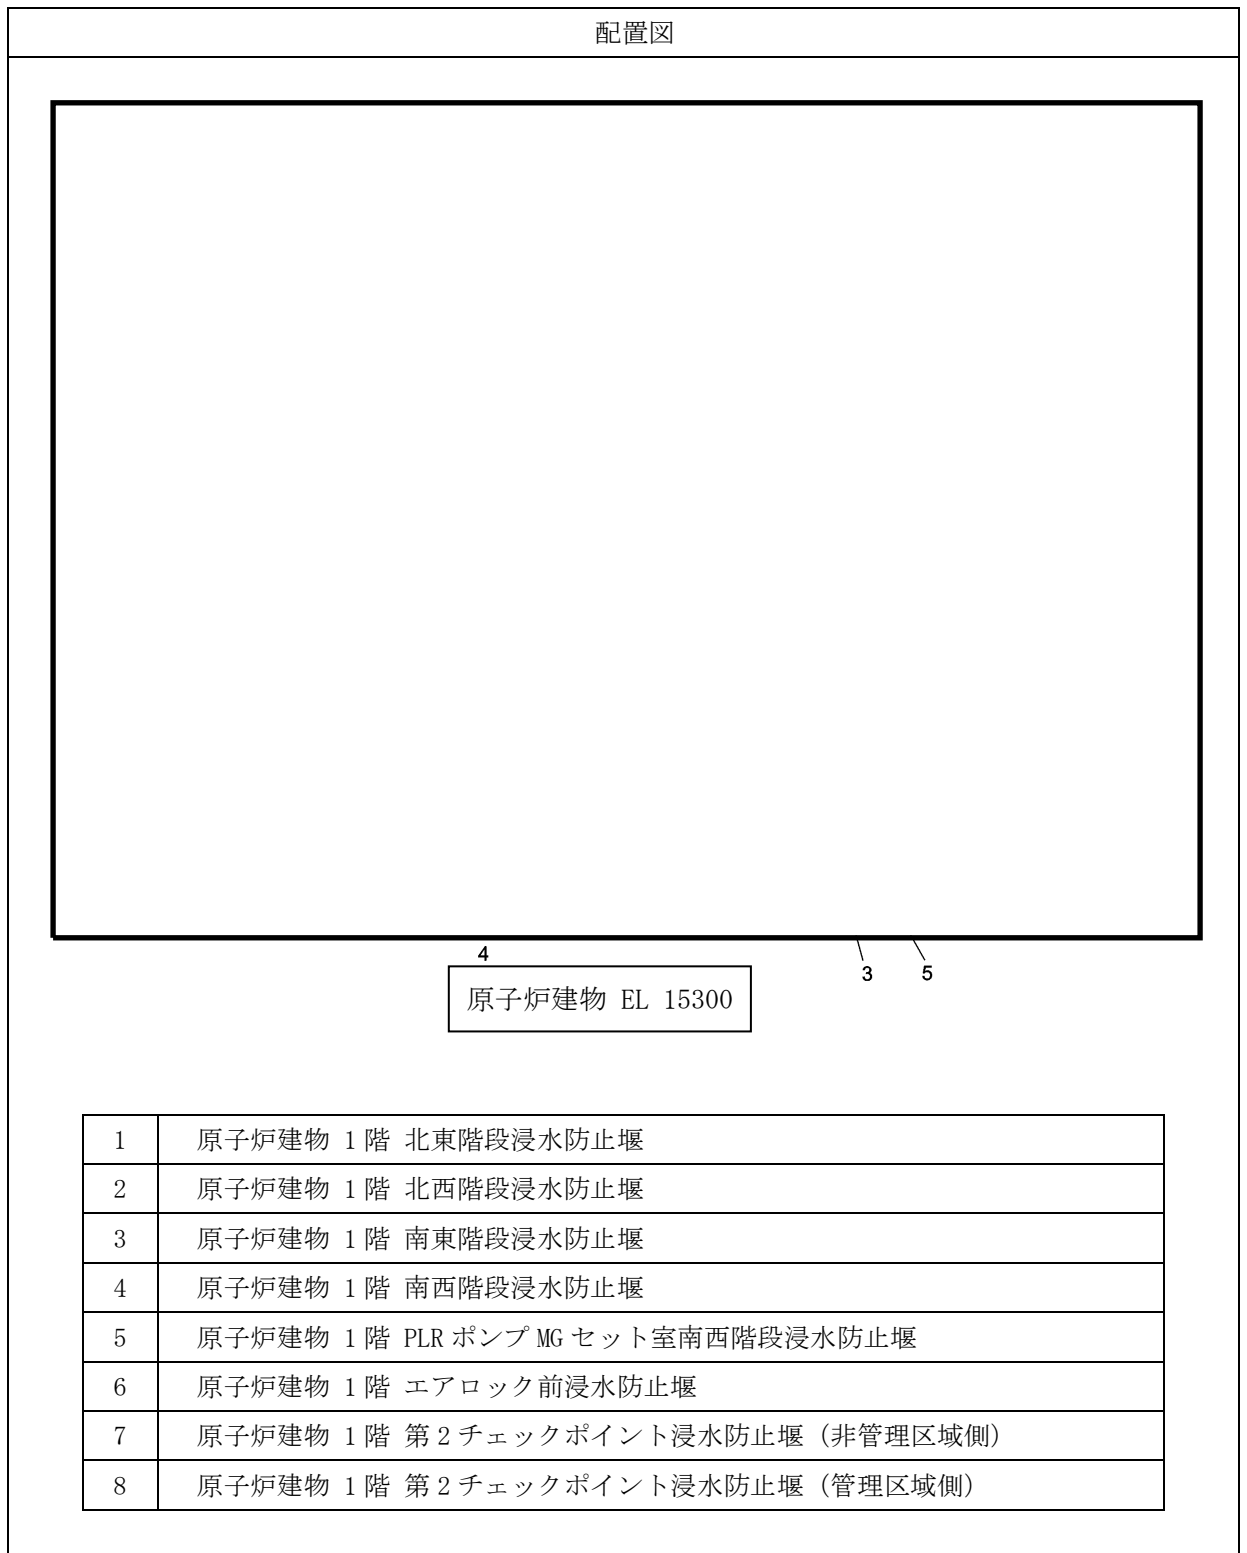 配置図
4
3
5
原子炉建物 EL 15300
1 原子炉建物 1階 北東階段浸水防止堰
2 原子炉建物 1階 北西階段浸水防止堰
3 原子炉建物 1階 南東階段浸水防止堰
4 原子炉建物 1階 南西階段浸水防止堰
5 原子炉建物 1階 PLRポンプMGセット室南西階段浸水防止堰
6 原子炉建物 1階 エアロック前浸水防止堰
7 原子炉建物 1階 第2チェックポイント浸水防止堰(非管理区域側)
8 原子炉建物 1階 第2チェックポイント浸水防止堰(管理区域側)